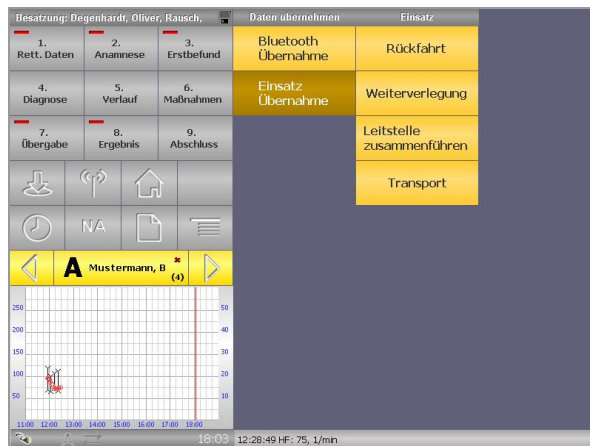 Besatzung: Degenhardt, Oliver, Rausch,
Daten übernehmen
Einsatz
1.
Rett. Daten
2.
Anamnese
3.
Erstbefund
4.
Diagnose
5.
Verlauf
6.
Maßnahmen
7.
Übergabe
8.
Ergebnis
9.
Abschluss
NA
Bluetooth
Übernahme
Einsatz
Übernahme
Rückfahrt
Weiterverlegung
Leitstelle
zusammenführen
Transport
A Mustermann, B (4)
250
200
150
100
50
50
40
30
20
10
11:00 12:00 13:00 14:00 15:00 16:00 17:00 18:00
18:03
12:28:49 HF: 75, 1/min